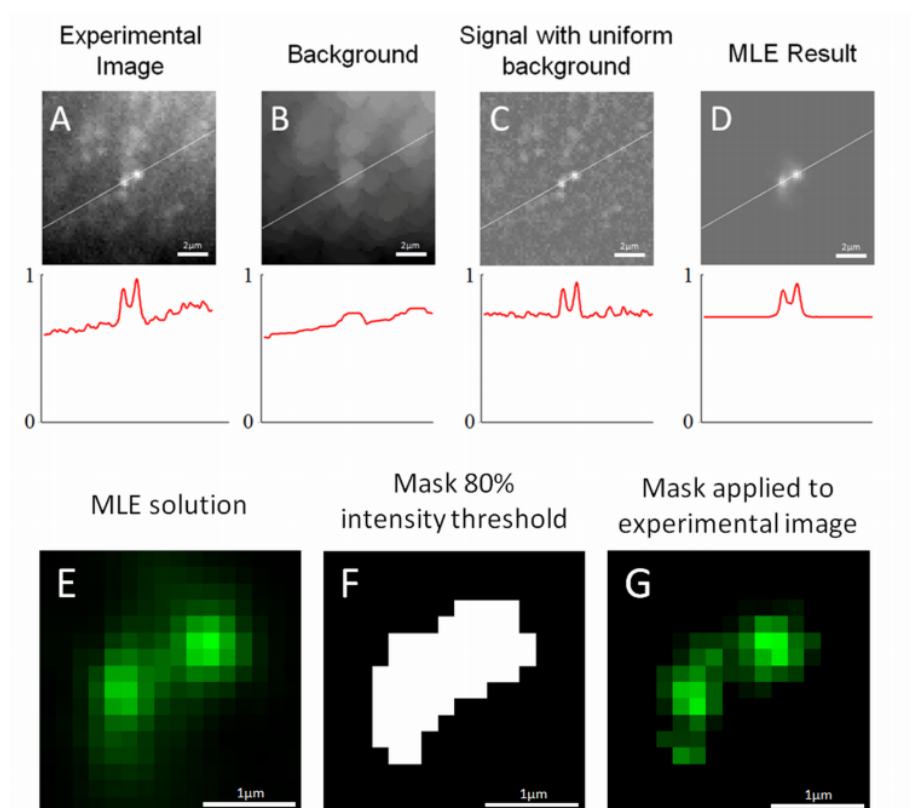 Experimental
Image
Background
Signal with uniform
background
MLE Result
A
B
C
D
2μm
2μm
2μm
2μm
1
1
1
1
0
0
0
0
MLE solution
Mask 80%
intensity threshold
Mask applied to
experimental image
E
F
G
1μm
1μm
1μm